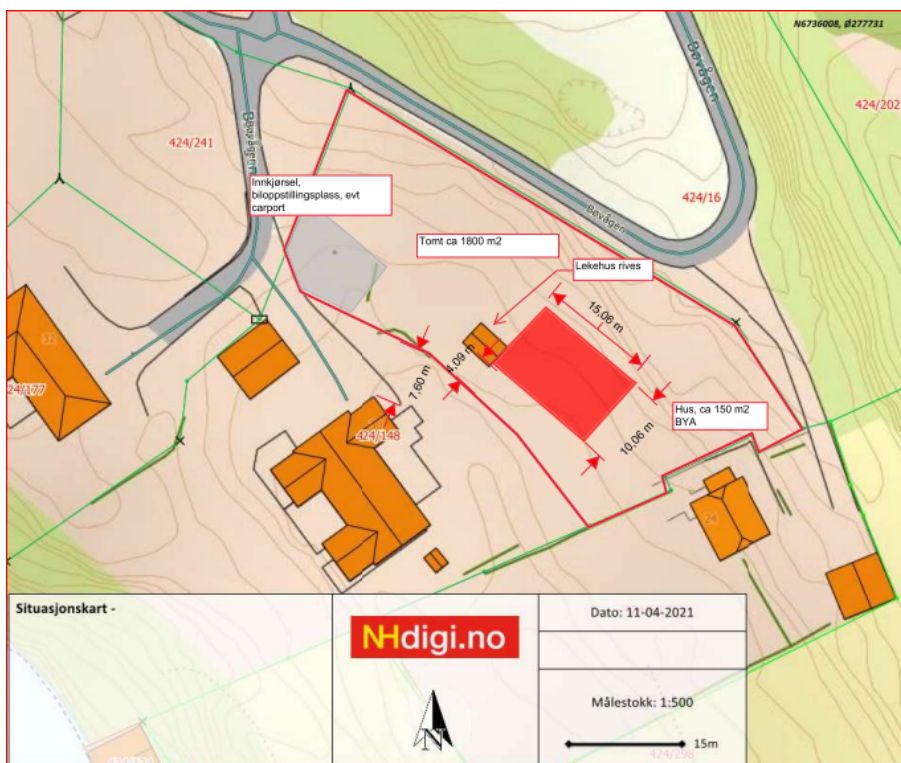 N6736008, Ø277731
Bøvågen
424/202
424/241
Bøvågen
Innkjørsel,
biloppstillingsplass, evt
carport
424/16
Bøvågen
Tomt ca 1800 m2
Lekehus rives
15,06 m
32
4,09 m
7,60 m
24/177
Hus, ca 150 m2
BYA
424/148
10,06 m
24
Situasjonskart -
NHdigi.no
N
Dato: 11-04-2021
Målestokk: 1:500
15m
424/298